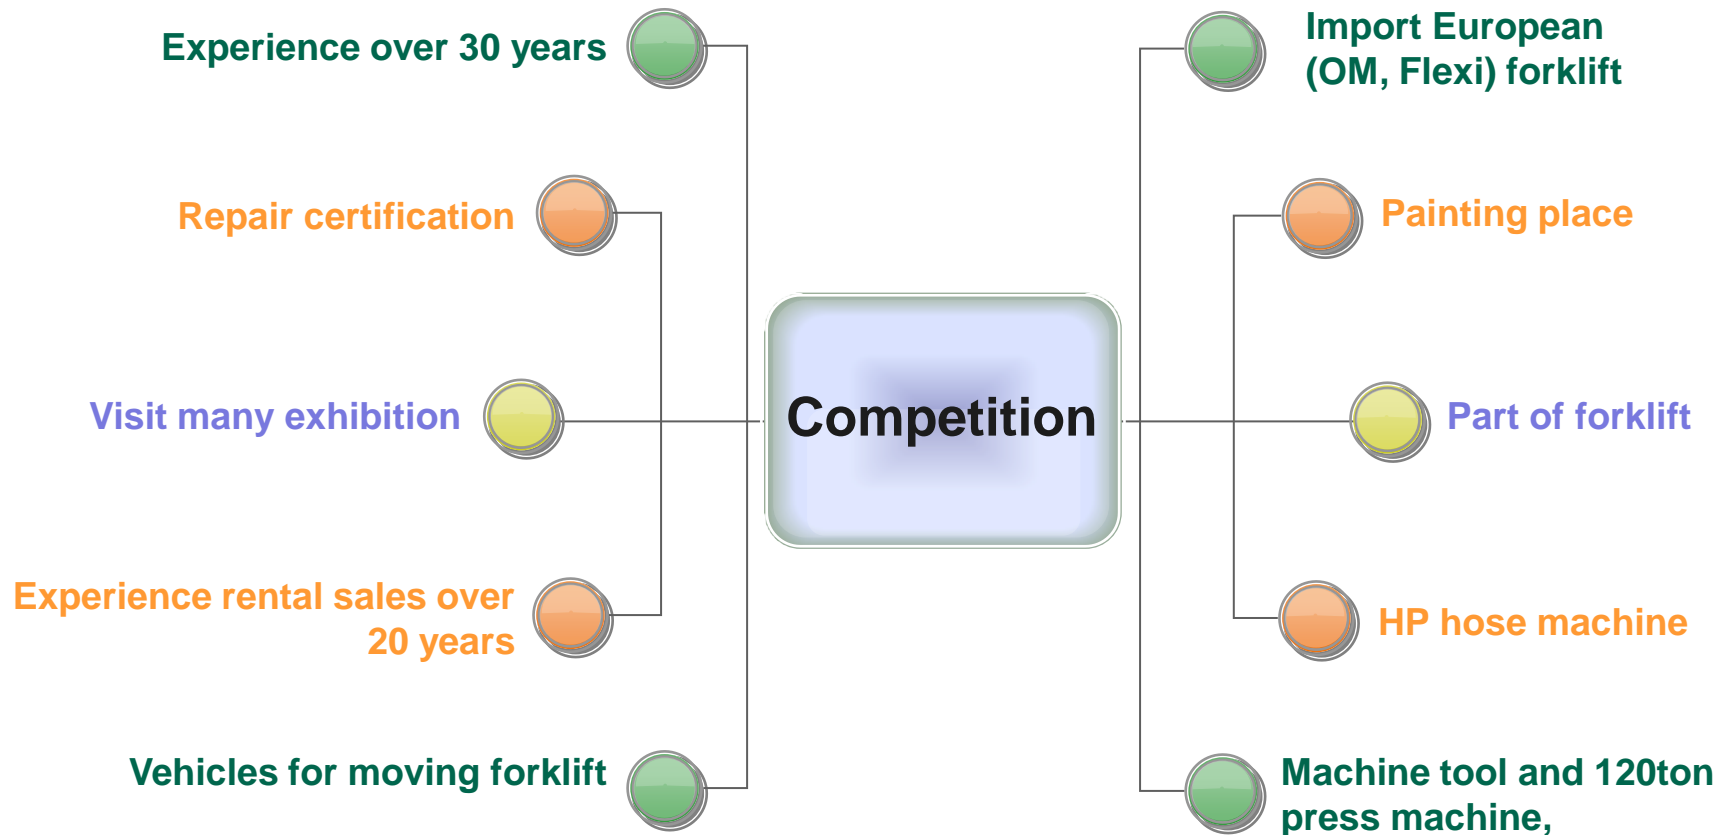 Experience over 30 years
Repair certification
Visit many exhibition
Experience rental sales over
20 years
Vehicles for moving forklift
Competition
Import European
(OM, Flexi) forklift
Painting place
Part of forklift
HP hose machine
Machine tool and 120ton
press machine,